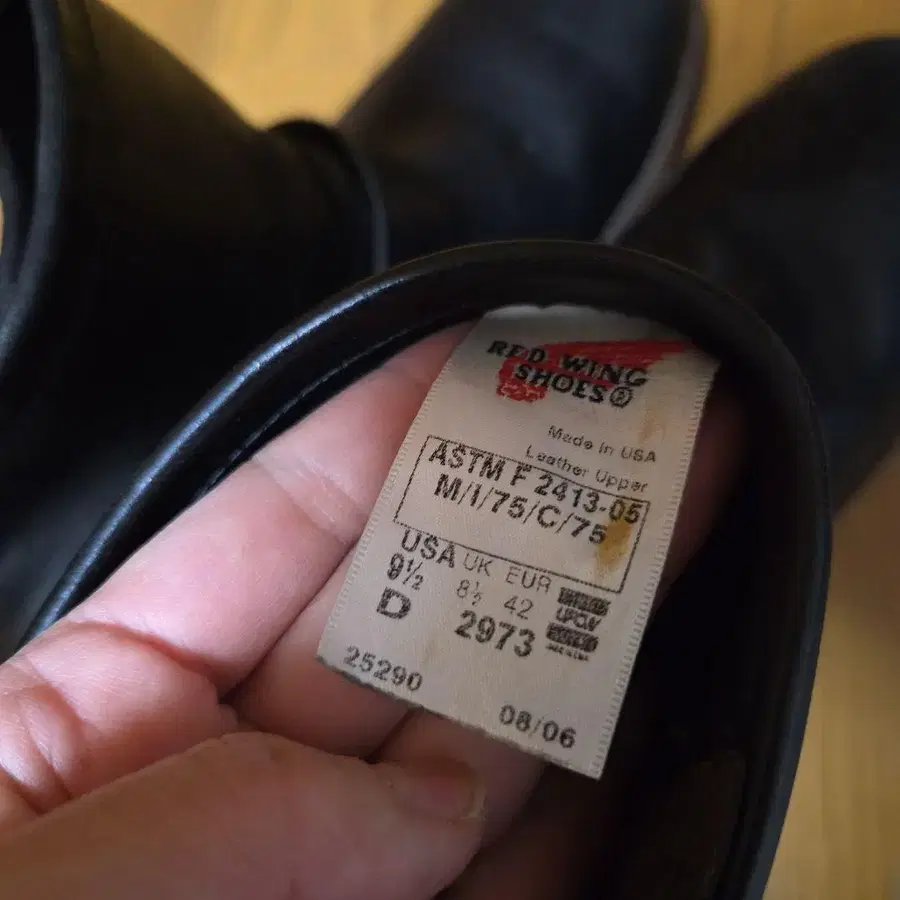 RED WING
SHOES®
Made in USA
Leather Upper
ASTM F 2413-05
M/I/75/C/75
USA UK EUR
9½ 8½ 42
D 2973
25290
08/06